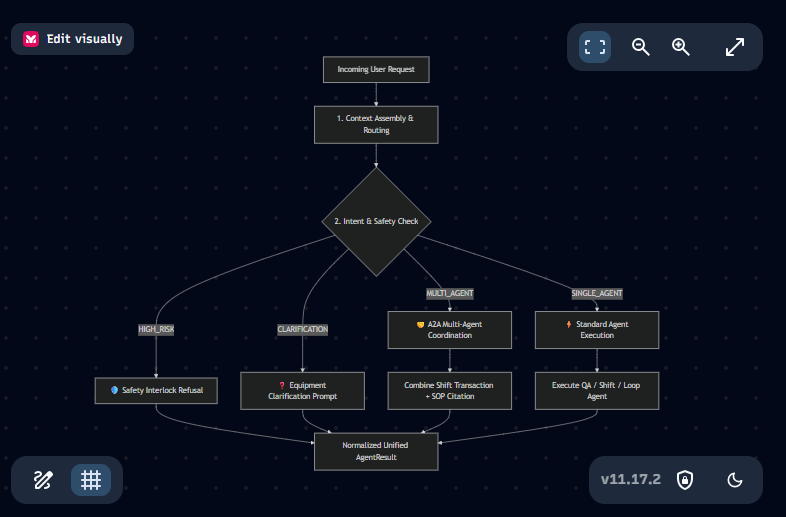 Edit visually
Incoming User Request
1. Context Assembly &
Routing
2. Intent & Safety Check
MULTI_AGENT
SINGLE_AGENT
HIGH_RISK
CLARIFICATION
A2A Multi-Agent
Coordination
Standard Agent
Execution
Safety Interlock Refusal
Equipment
Clarification Prompt
Combine Shift Transaction
+ SOP Citation
Execute QA / Shift / Loop
Agent
Normalized Unified
AgentResult
v11.17.2